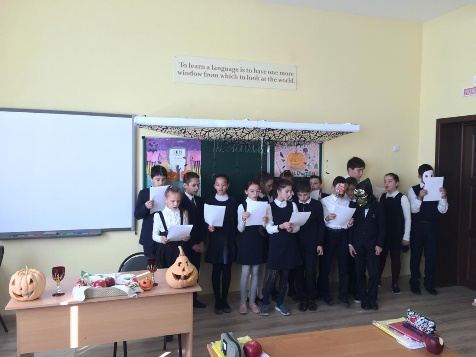 To learn a language is to have one more
window from which to look at the world.